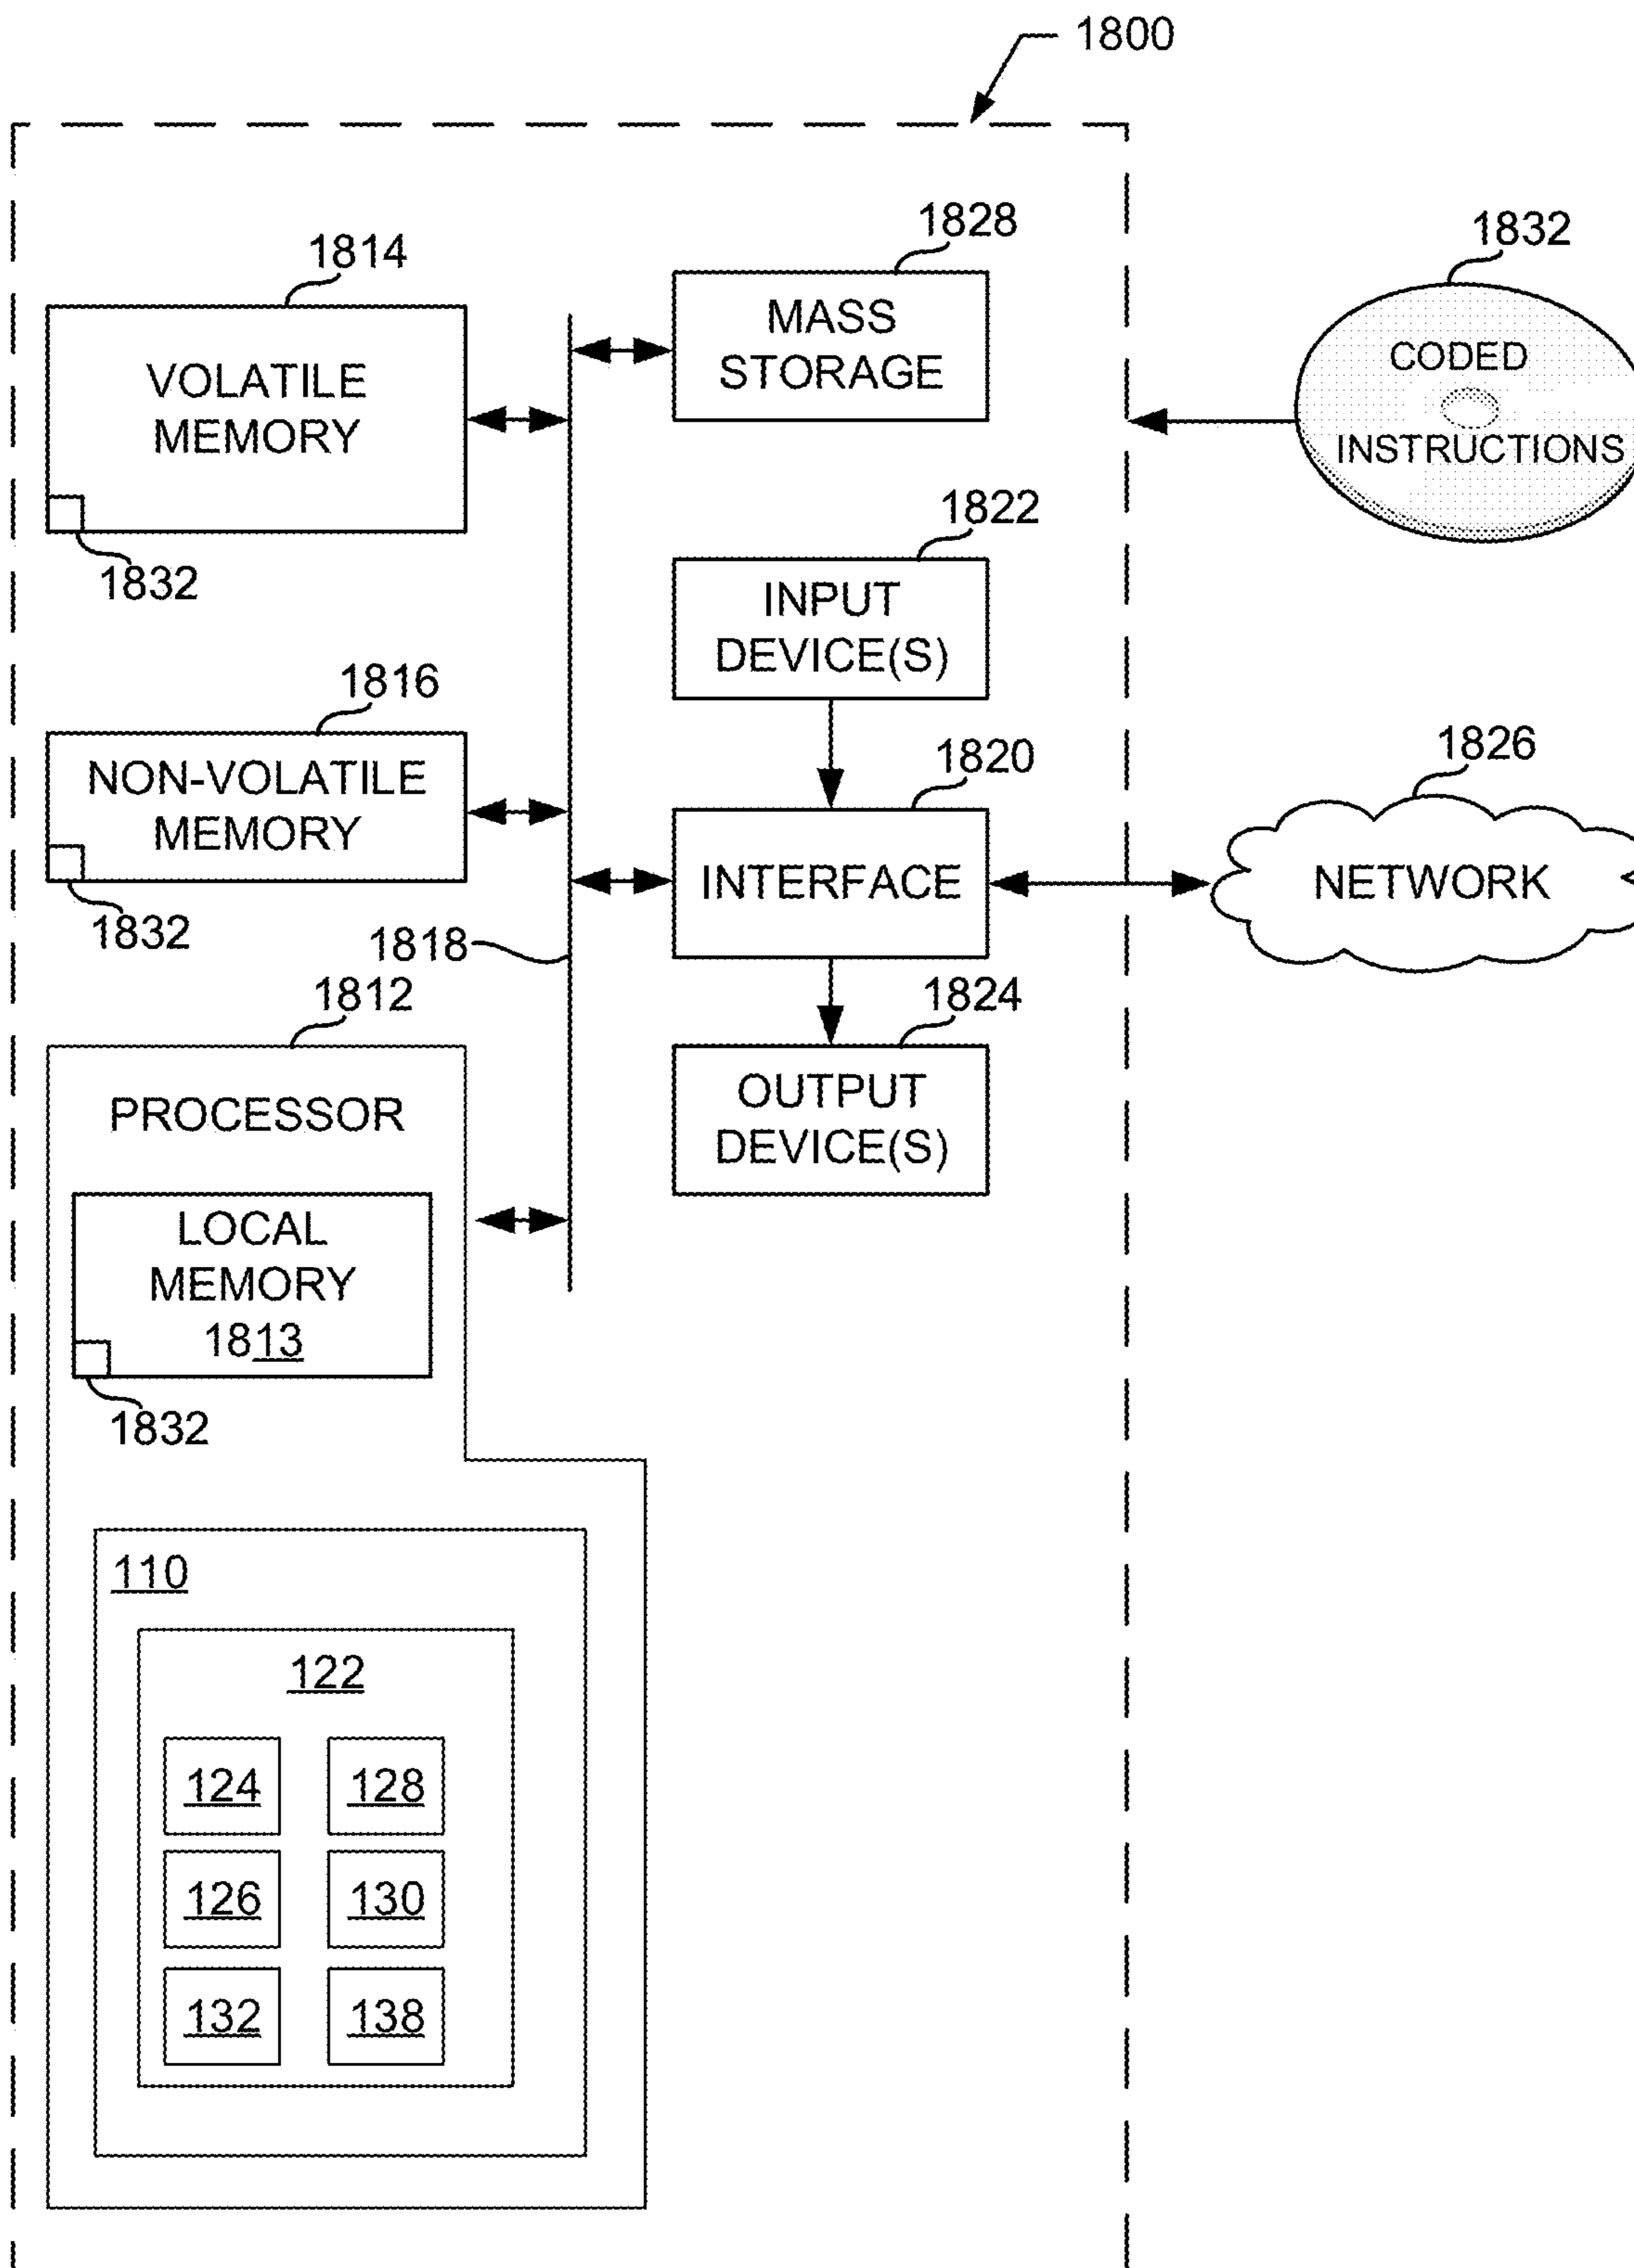 1800
1828
1814
1832
MASS
STORAGE
VOLATILE
MEMORY
CODED
INSTRUCTIONS
1822
1832
INPUT
DEVICE(S)
1816
1820
1826
NON-VOLATILE
MEMORY
INTERFACE
NETWORK
1832
1818
1812
1824
PROCESSOR
OUTPUT
DEVICE(S)
LOCAL
MEMORY
1813
1832
110
122
124
128
126
130
132
138